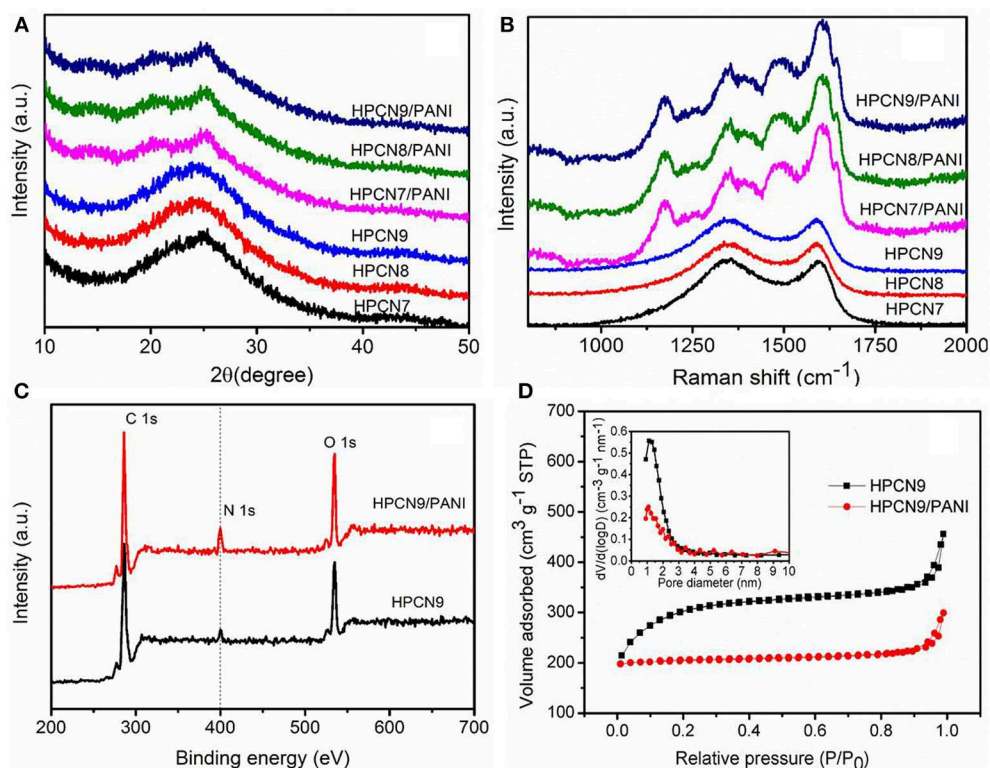 A
Intensity (a.u.)
HPCN9/PANI
HPCN8/PANI
HPCN7/PANI
HPCN9
HPCN8
HPCN7
10 20 30 40 50
2θ(degree)
B
Intensity (a.u.)
HPCN9/PANI
HPCN8/PANI
HPCN7/PANI
HPCN9
HPCN8
HPCN7
1000 1250 1500 1750 2000
Raman shift (cm⁻¹)
C
Intensity (a.u.)
C 1s
O 1s
N 1s
HPCN9/PANI
HPCN9
200 300 400 500 600 700
Binding energy (eV)
D
Volume adsorbed (cm³ g⁻¹ STP)
700
600
500
400
300
200
100
dV/d(logD) (cm⁻³ g⁻¹ nm⁻¹)
0.6
0.5
0.4
0.3
0.2
0.1
0.0
0 1 2 3 4 5 6 7 8 9 10
Pore diameter (nm)
HPCN9
HPCN9/PANI
0.0 0.2 0.4 0.6 0.8 1.0
Relative pressure (P/P₀)